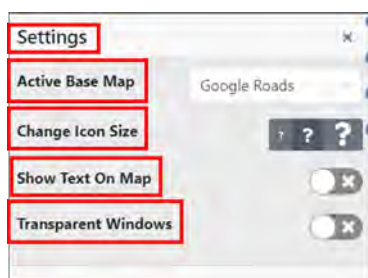 Settings
Active Base Map Google Roads
Change Icon Size ? ? ?
Show Text On Map
Transparent Windows